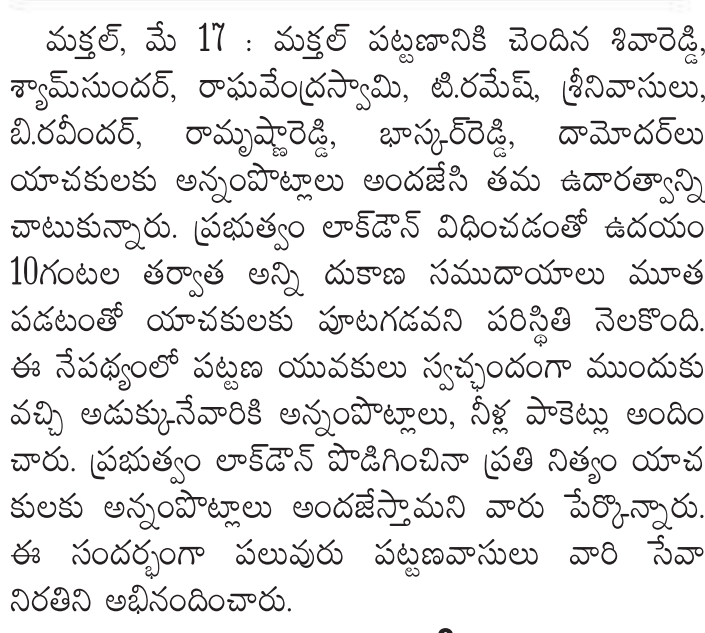 మక్తల్, మే 17 : మక్తల్ పట్టణానికి చెందిన శివారెడ్డి,
శ్యామ్‌సుందర్, రాఘవేంద్రస్వామి, టి.రమేష్, శ్రీనివాసులు,
బి.రవీందర్, రామృష్ణారెడ్డి, భాస్కర్‌రెడ్డి, దామోదర్‌లు
యాచకులకు అన్నంపొట్లాలు అందజేసి తమ ఉదారత్వాన్ని
చాటుకున్నారు. ప్రభుత్వం లాక్‌డౌన్ విధించడంతో ఉదయం
10గంటల తర్వాత అన్ని దుకాణ సముదాయాలు మూత
పడటంతో యాచకులకు పూటగడవని పరిస్థితి నెలకొంది.
ఈ నేపథ్యంలో పట్టణ యువకులు స్వచ్ఛందంగా ముందుకు
వచ్చి అడుక్కునేవారికి అన్నంపొట్లాలు, నీళ్ల పాకెట్లు అందిం
చారు. ప్రభుత్వం లాక్‌డౌన్ పొడిగించినా ప్రతి నిత్యం యాచ
కులకు అన్నంపొట్లాలు అందజేస్తామని వారు పేర్కొన్నారు.
ఈ సందర్భంగా పలువురు పట్టణవాసులు వారి సేవా
నిరతిని అభినందించారు.